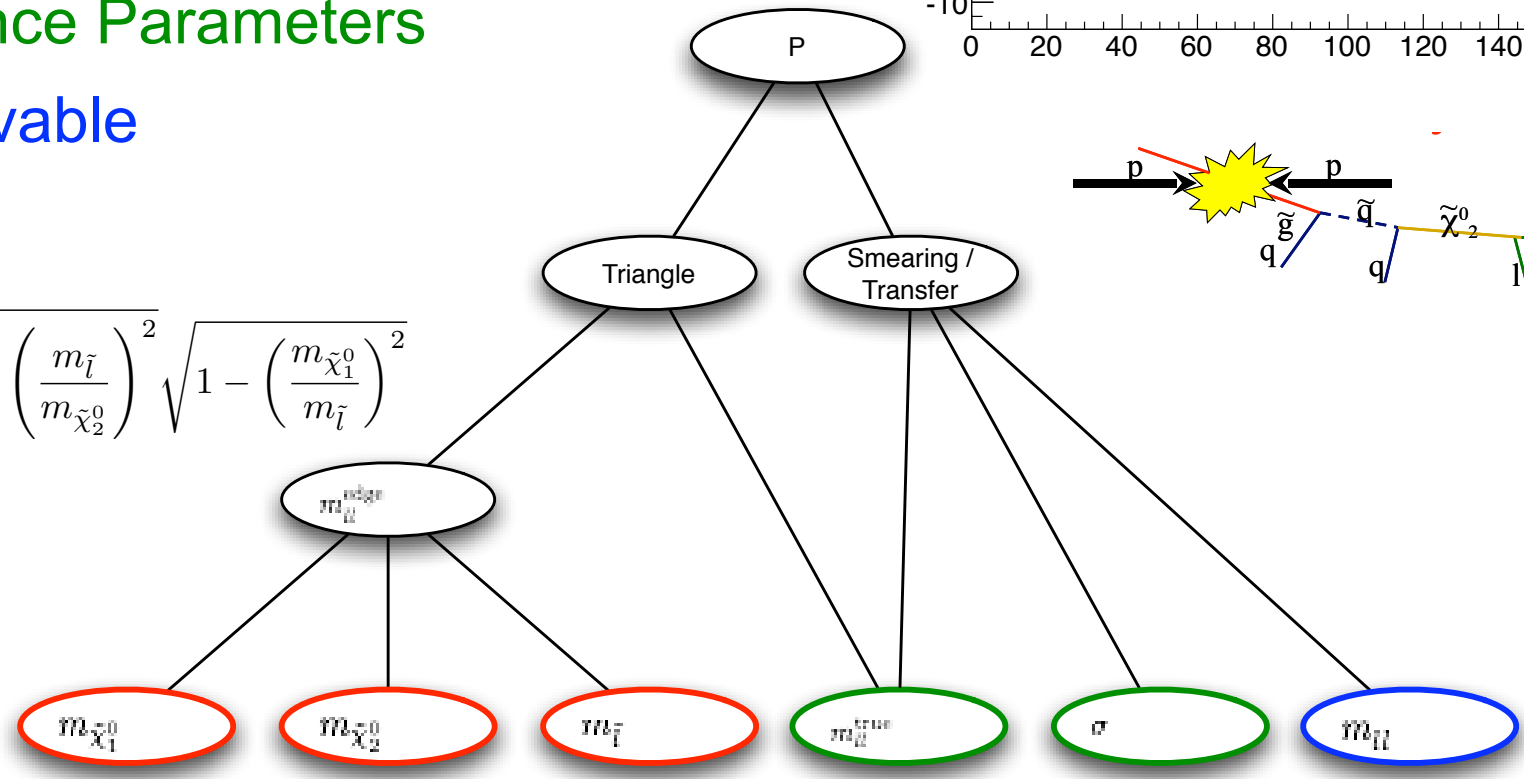 nce Parameters
vable
-10
0 20 40 60 80 100 120 140
P
p p
g̃ q̃ χ̃⁰₂
q q l
Triangle
Smearing /
Transfer
(m_l̃ / m_χ̃⁰₂)² √(1 − (m_χ̃⁰₁ / m_l̃)²)
m_ll^edge
m_χ̃⁰₁ m_χ̃⁰₂ m_l̃ m_ll^true σ m_ll